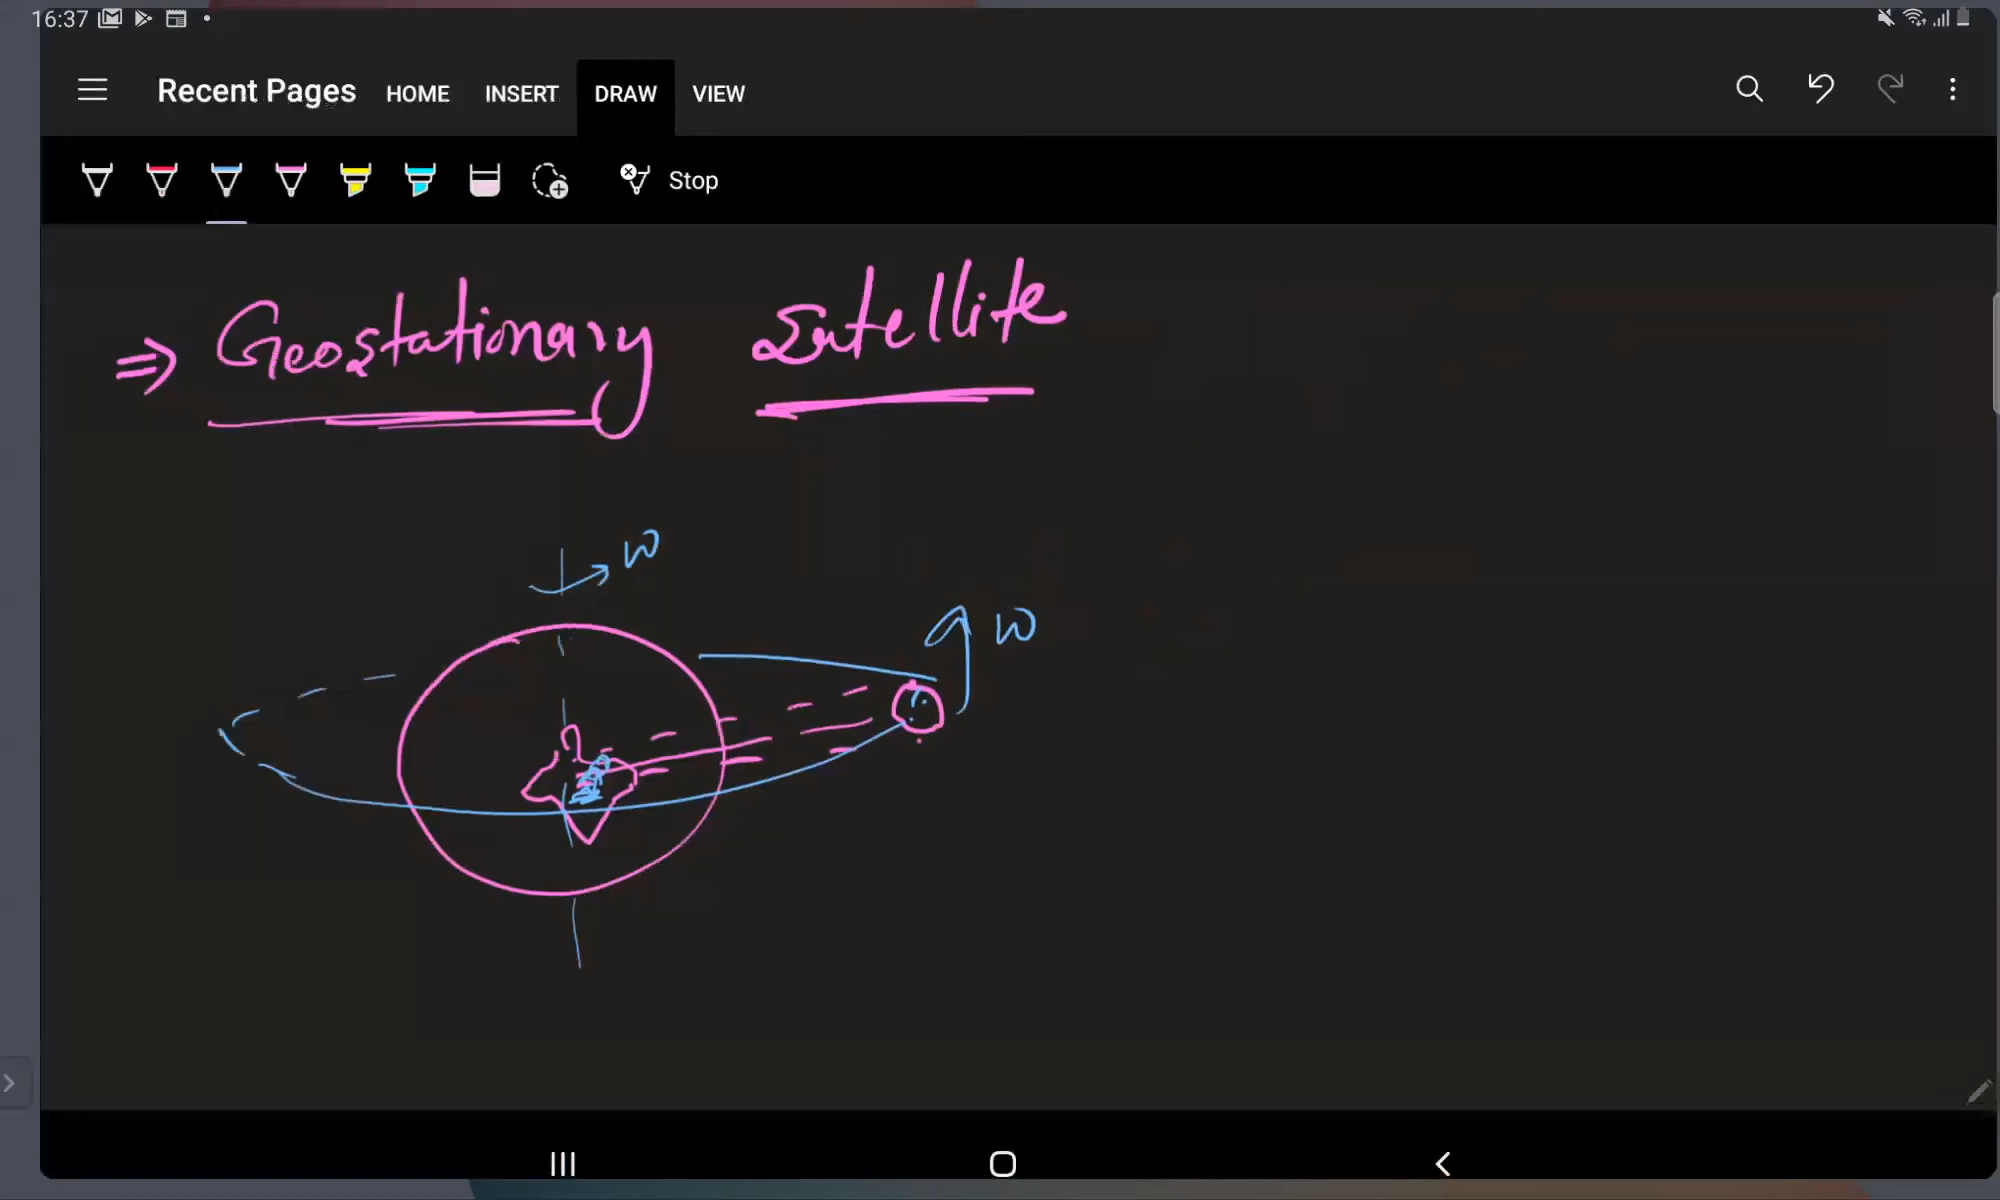 16:37
Recent Pages HOME INSERT DRAW VIEW
Stop
⇒ Geostationary Satellite
ω
ω